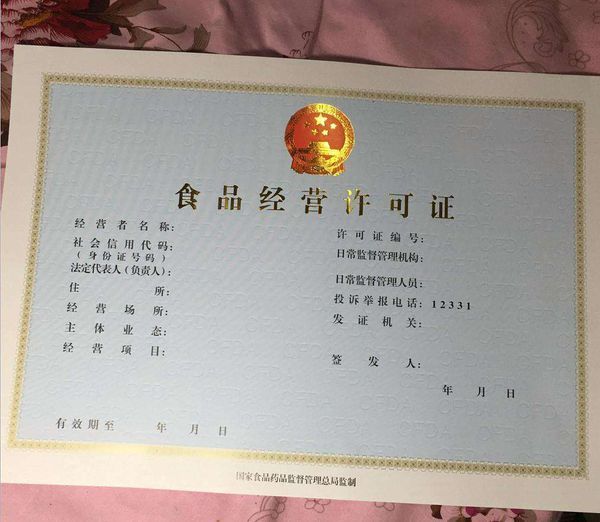 食品经营许可证
经营者名称：
社会信用代码：
（身份证号码）
法定代表人（负责人）：
住所：
经营场所：
主体业态：
经营项目：
许可证编号：
日常监督管理机构：
日常监督管理人员：
投诉举报电话：12331
发证机关：
签发人：
年 月 日
有效期至 年 月 日
国家食品药品监督管理总局监制